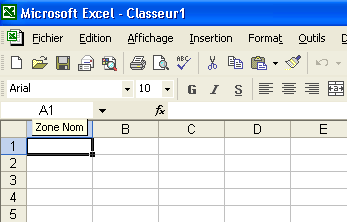 Microsoft Excel - Classeur1
Fichier Edition Affichage Insertion Format Outils
Arial 10 G I S
A1 fx
Zone Nom
B C D E
1
2
3
4
5